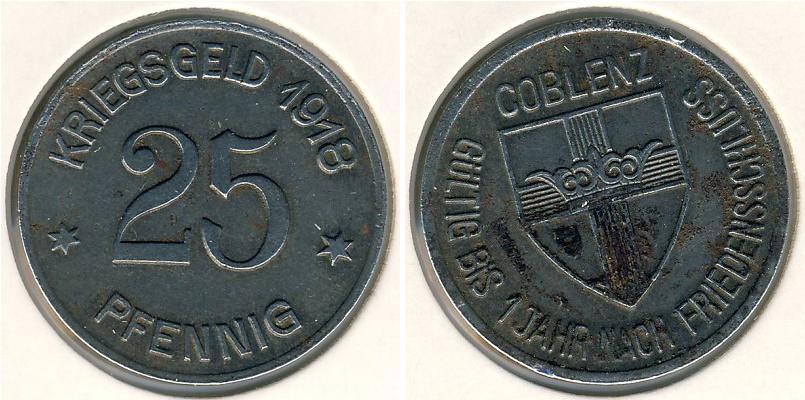 KRIEGSGELD 1918
25
PFENNIG
COBLENZ
GÜLTIG BIS 1 JAHR NACH FRIEDENSSCHLUSS